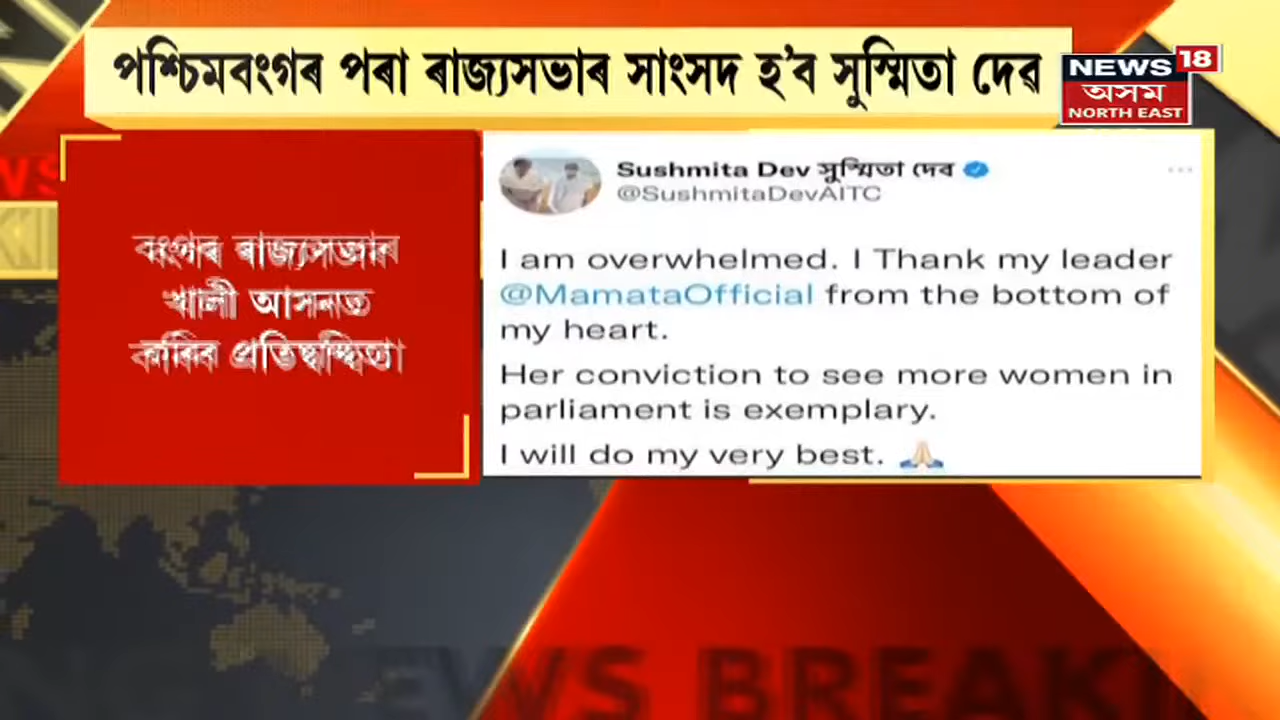 পশ্চিমবংগৰ পৰা ৰাজ্যসভাৰ সাংসদ হ'ব সুস্মিতা দেৱ
NEWS 18
অসম
NORTH EAST
বংগৰ ৰাজ্যসভাৰ
খালী আসনত
কৰিব প্ৰতিদ্বন্দ্বিতা
Sushmita Dev সুস্মিতা দেব
@SushmitaDevAITC
I am overwhelmed. I Thank my leader
@MamataOfficial from the bottom of
my heart.
Her conviction to see more women in
parliament is exemplary.
I will do my very best. 🙏🏻
NEWS BREAKING